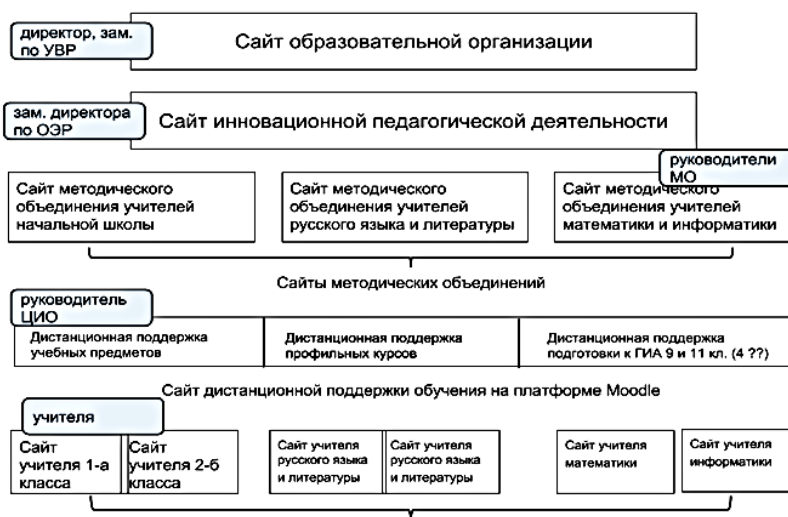 директор, зам.
по УВР
Сайт образовательной организации
зам. директора
по ОЭР
Сайт инновационной педагогической деятельности
руководители
МО
Сайт методического
объединения учителей
начальной школы
Сайт методического
объединения учителей
русского языка и литературы
Сайт методического
объединения учителей
математики и информатики
Сайты методических объединений
руководитель
ЦИО
Дистанционная поддержка
учебных предметов
Дистанционная поддержка
профильных курсов
Дистанционная поддержка
подготовки к ГИА 9 и 11 кл. (4 ??)
Сайт дистанционной поддержки обучения на платформе Moodle
учителя
Сайт
учителя 1-а
класса
Сайт
учителя 2-б
класса
Сайт учителя
русского языка
и литературы
Сайт учителя
русского языка
и литературы
Сайт учителя
математики
Сайт учителя
информатики